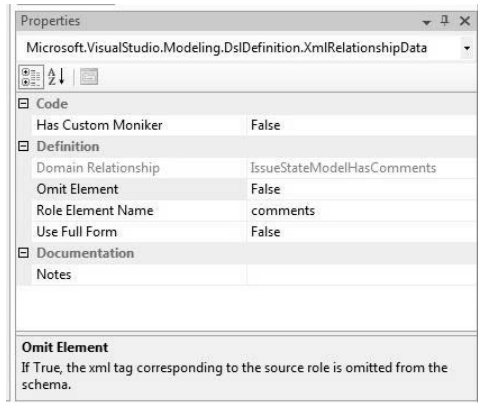 Properties
Microsoft.VisualStudio.Modeling.DslDefinition.XmlRelationshipData
Code
Has Custom Moniker False
Definition
Domain Relationship IssueStateModelHasComments
Omit Element False
Role Element Name comments
Use Full Form False
Documentation
Notes
Omit Element
If True, the xml tag corresponding to the source role is omitted from the
schema.